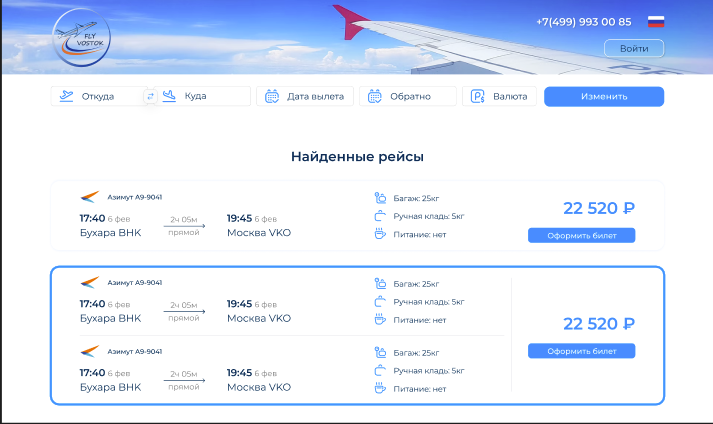 FLY
VOSTOK
+7(499) 993 00 85
Войти
Откуда
Куда
Дата вылета
Обратно
Валюта
Изменить
Найденные рейсы
Азимут A9-9041
17:40 6 фев
2ч 05м
19:45 6 фев
Бухара BHK
прямой
Москва VKO
Багаж: 25кг
Ручная кладь: 5кг
Питание: нет
22 520 ₽
Оформить билет
Азимут A9-9041
17:40 6 фев
2ч 05м
19:45 6 фев
Бухара BHK
прямой
Москва VKO
Багаж: 25кг
Ручная кладь: 5кг
Питание: нет
Азимут A9-9041
17:40 6 фев
2ч 05м
19:45 6 фев
Бухара BHK
прямой
Москва VKO
Багаж: 25кг
Ручная кладь: 5кг
Питание: нет
22 520 ₽
Оформить билет